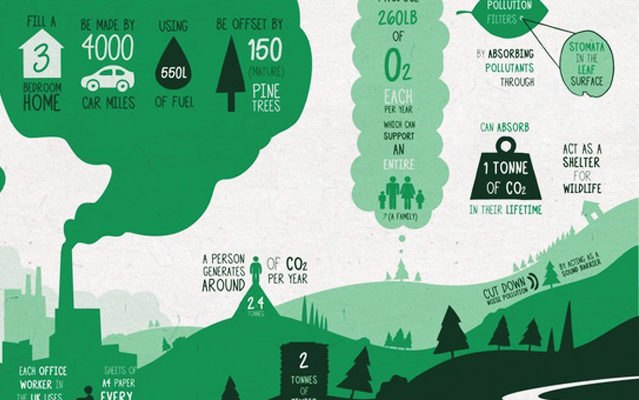 FILL A
3
BEDROOM
HOME
BE MADE BY
4000
CAR MILES
USING
550L
OF FUEL
BE OFFSET BY
150
(MATURE)
PINE
TREES
260LB
OF
O2
EACH
PER YEAR
WHICH CAN
SUPPORT
AN
ENTIRE
(A FAMILY)
POLLUTION
FILTERS
BY ABSORBING
POLLUTANTS
THROUGH
STOMATA
IN THE
LEAF
SURFACE
CAN ABSORB
1 TONNE
OF CO2
IN THEIR LIFETIME
ACT AS A
SHELTER
FOR
WILDLIFE
A PERSON
GENERATES
AROUND
24
TONNES
OF CO2
PER YEAR
CUT DOWN
NOISE POLLUTION
BY ACTING AS A
SOUND BARRIER
EACH OFFICE
WORKER IN
THE UK USES
SHEETS OF
A4 PAPER
EVERY
2
TONNES
OF